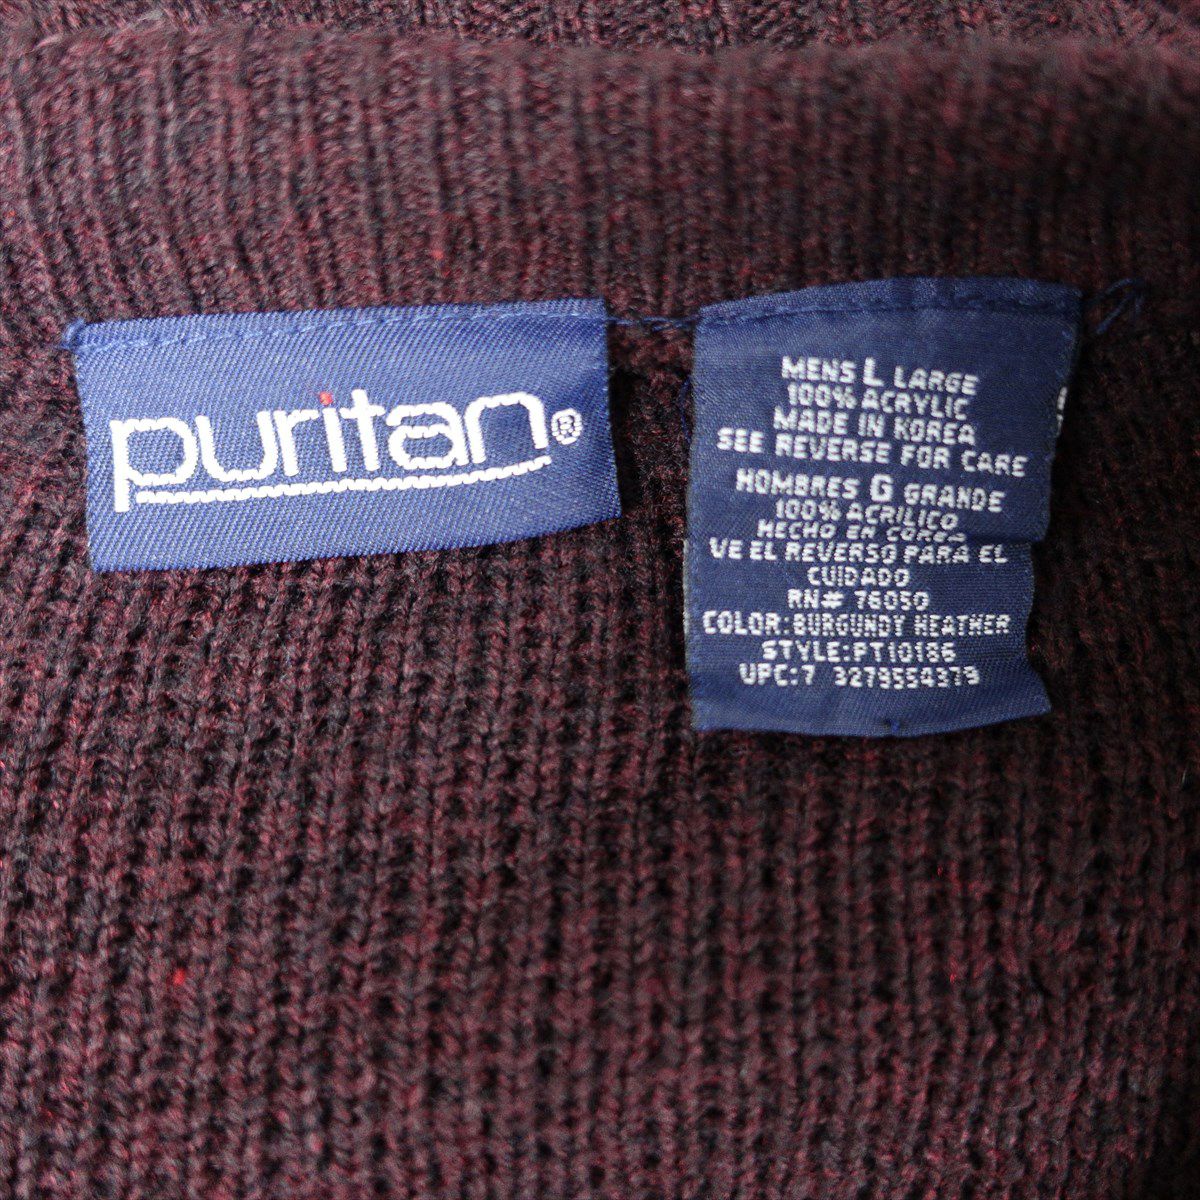 puritan®
MENS L LARGE
100% ACRYLIC
MADE IN KOREA
SEE REVERSE FOR CARE
HOMBRES G GRANDE
100% ACRILICO
HECHO EN COREA
VE EL REVERSO PARA EL
CUIDADO
RN# 76050
COLOR: BURGUNDY HEATHER
STYLE:PT10186
UPC:7 3278554379